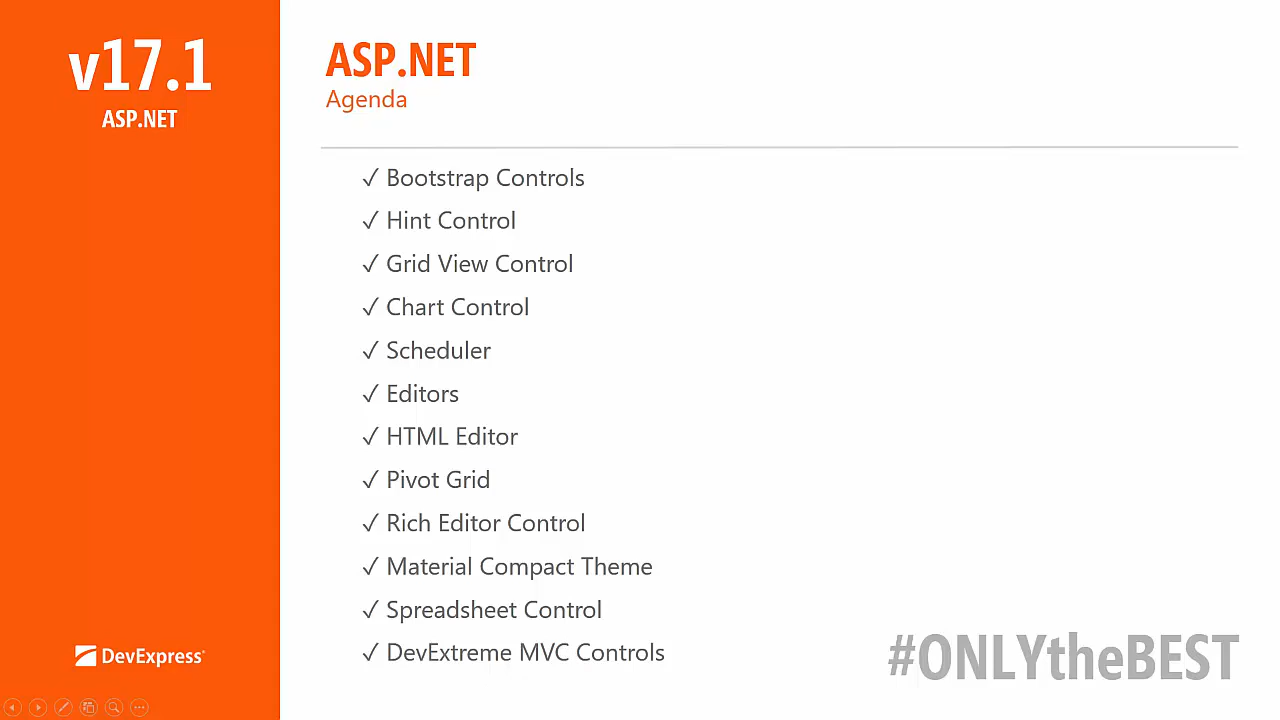 v17.1
ASP.NET
ASP.NET
Agenda
✓ Bootstrap Controls
✓ Hint Control
✓ Grid View Control
✓ Chart Control
✓ Scheduler
✓ Editors
✓ HTML Editor
✓ Pivot Grid
✓ Rich Editor Control
✓ Material Compact Theme
✓ Spreadsheet Control
✓ DevExtreme MVC Controls
DevExpress
#ONLYtheBEST